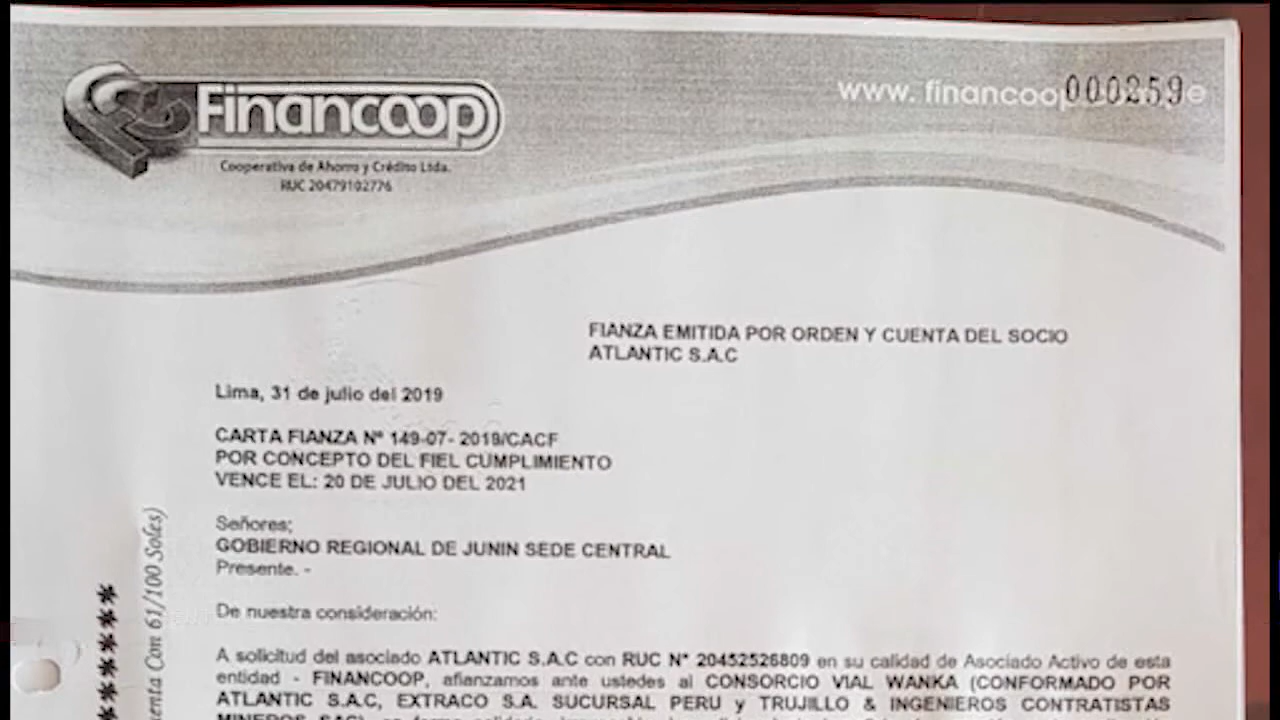 Financoop
Cooperativa de Ahorro y Crédito Ltda.
RUC 20479102776
www. financoop
000259
FIANZA EMITIDA POR ORDEN Y CUENTA DEL SOCIO
ATLANTIC S.A.C
Lima, 31 de julio del 2019
CARTA FIANZA Nº 149-07- 2019/CACF
POR CONCEPTO DEL FIEL CUMPLIMIENTO
VENCE EL: 20 DE JULIO DEL 2021
Señores:
GOBIERNO REGIONAL DE JUNIN SEDE CENTRAL
Presente. -
De nuestra consideración:
A solicitud del asociado ATLANTIC S.A.C con RUC N° 20452526809 en su calidad de Asociado Activo de esta
entidad - FINANCOOP, afianzamos ante ustedes al CONSORCIO VIAL WANKA (CONFORMADO POR
ATLANTIC S.A.C, EXTRACO S.A. SUCURSAL PERU y TRUJILLO & INGENIEROS CONTRATISTAS
MINEROS SAC)
Con 61/100 Soles)
******